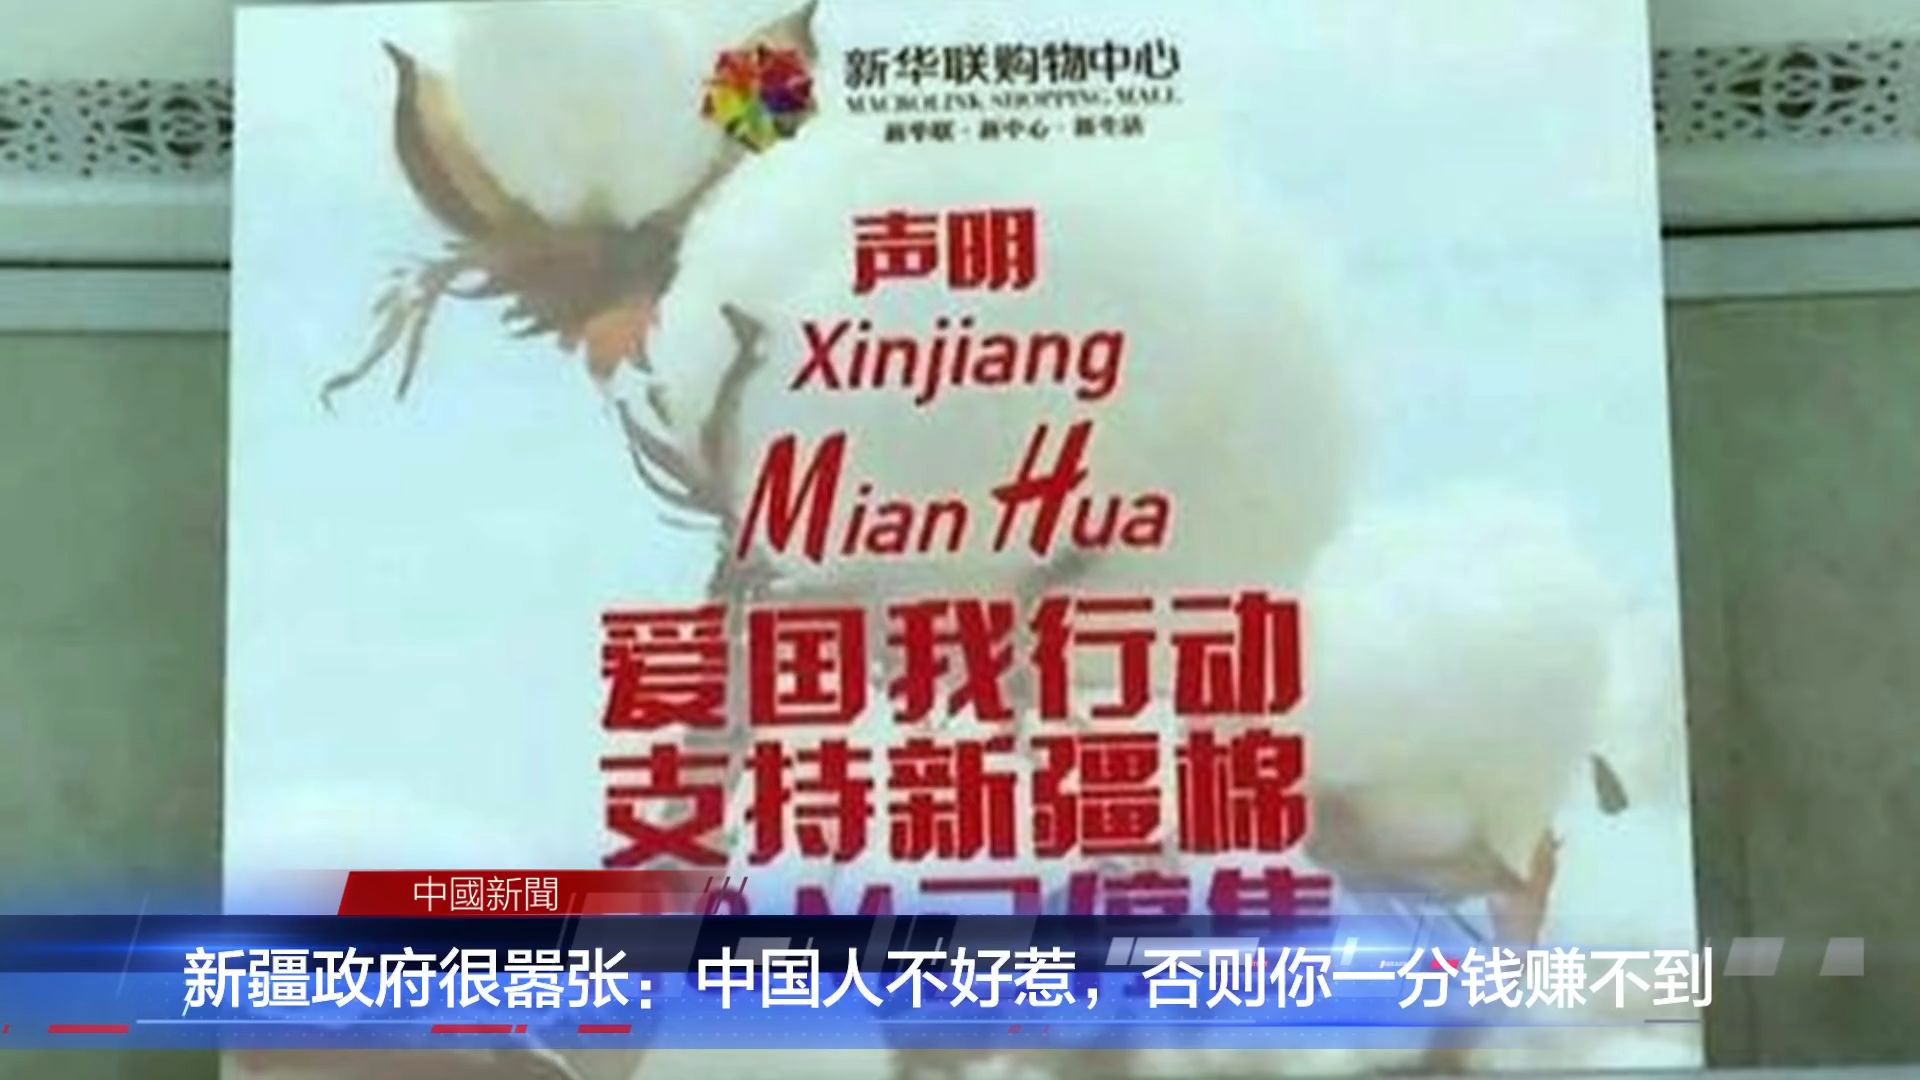 新华联购物中心
MACROLINK SHOPPING MALL
新华联·新中心·新生活
声明
Xinjiang
Mian Hua
爱国我行动
支持新疆棉
中國新聞
新疆政府很嚣张：中国人不好惹，否则你一分钱赚不到